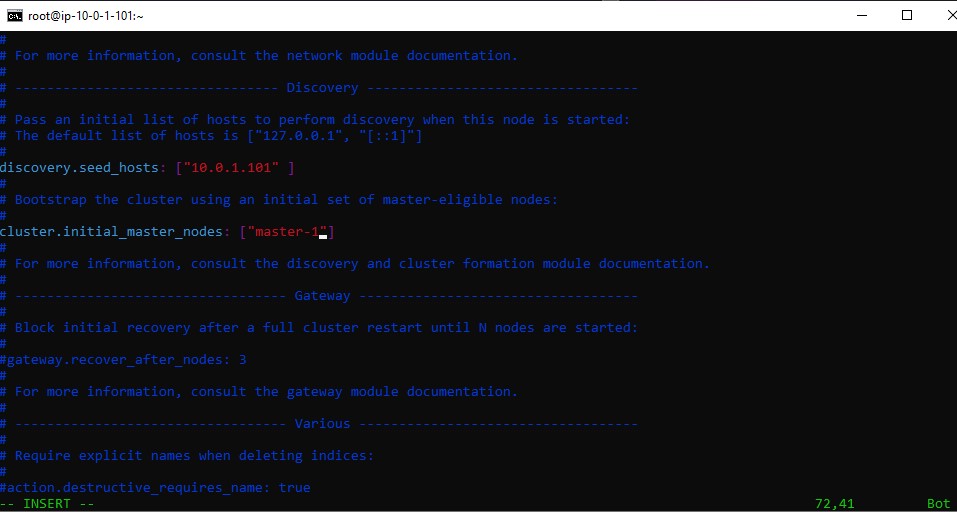 root@ip-10-0-1-101:~
#
# For more information, consult the network module documentation.
#
# --------------------------------- Discovery ----------------------------------
#
# Pass an initial list of hosts to perform discovery when this node is started:
# The default list of hosts is ["127.0.0.1", "[::1]"]
#
discovery.seed_hosts: ["10.0.1.101" ]
#
# Bootstrap the cluster using an initial set of master-eligible nodes:
#
cluster.initial_master_nodes: ["master-1"]
#
# For more information, consult the discovery and cluster formation module documentation.
#
# ---------------------------------- Gateway -----------------------------------
#
# Block initial recovery after a full cluster restart until N nodes are started:
#
#gateway.recover_after_nodes: 3
#
# For more information, consult the gateway module documentation.
#
# ---------------------------------- Various -----------------------------------
#
# Require explicit names when deleting indices:
#
#action.destructive_requires_name: true
-- INSERT -- 72,41 Bot